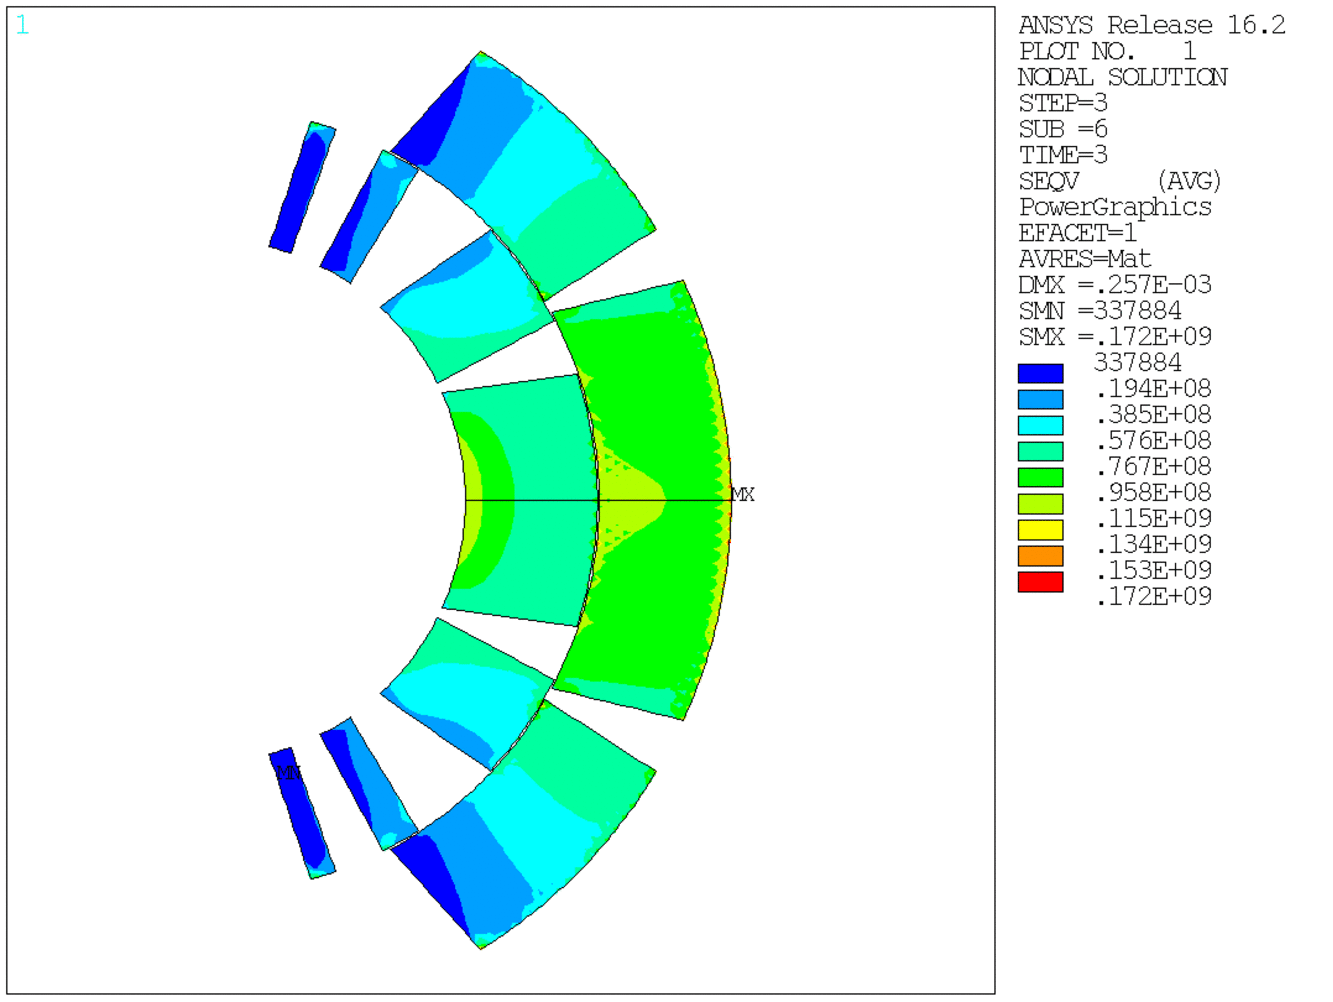 1
ANSYS Release 16.2
PLOT NO. 1
NODAL SOLUTION
STEP=3
SUB =6
TIME=3
SEQV (AVG)
PowerGraphics
EFACET=1
AVRES=Mat
DMX =.257E-03
SMN =337884
SMX =.172E+09
337884
.194E+08
.385E+08
.576E+08
.767E+08
.958E+08
.115E+09
.134E+09
.153E+09
.172E+09
MX
MN